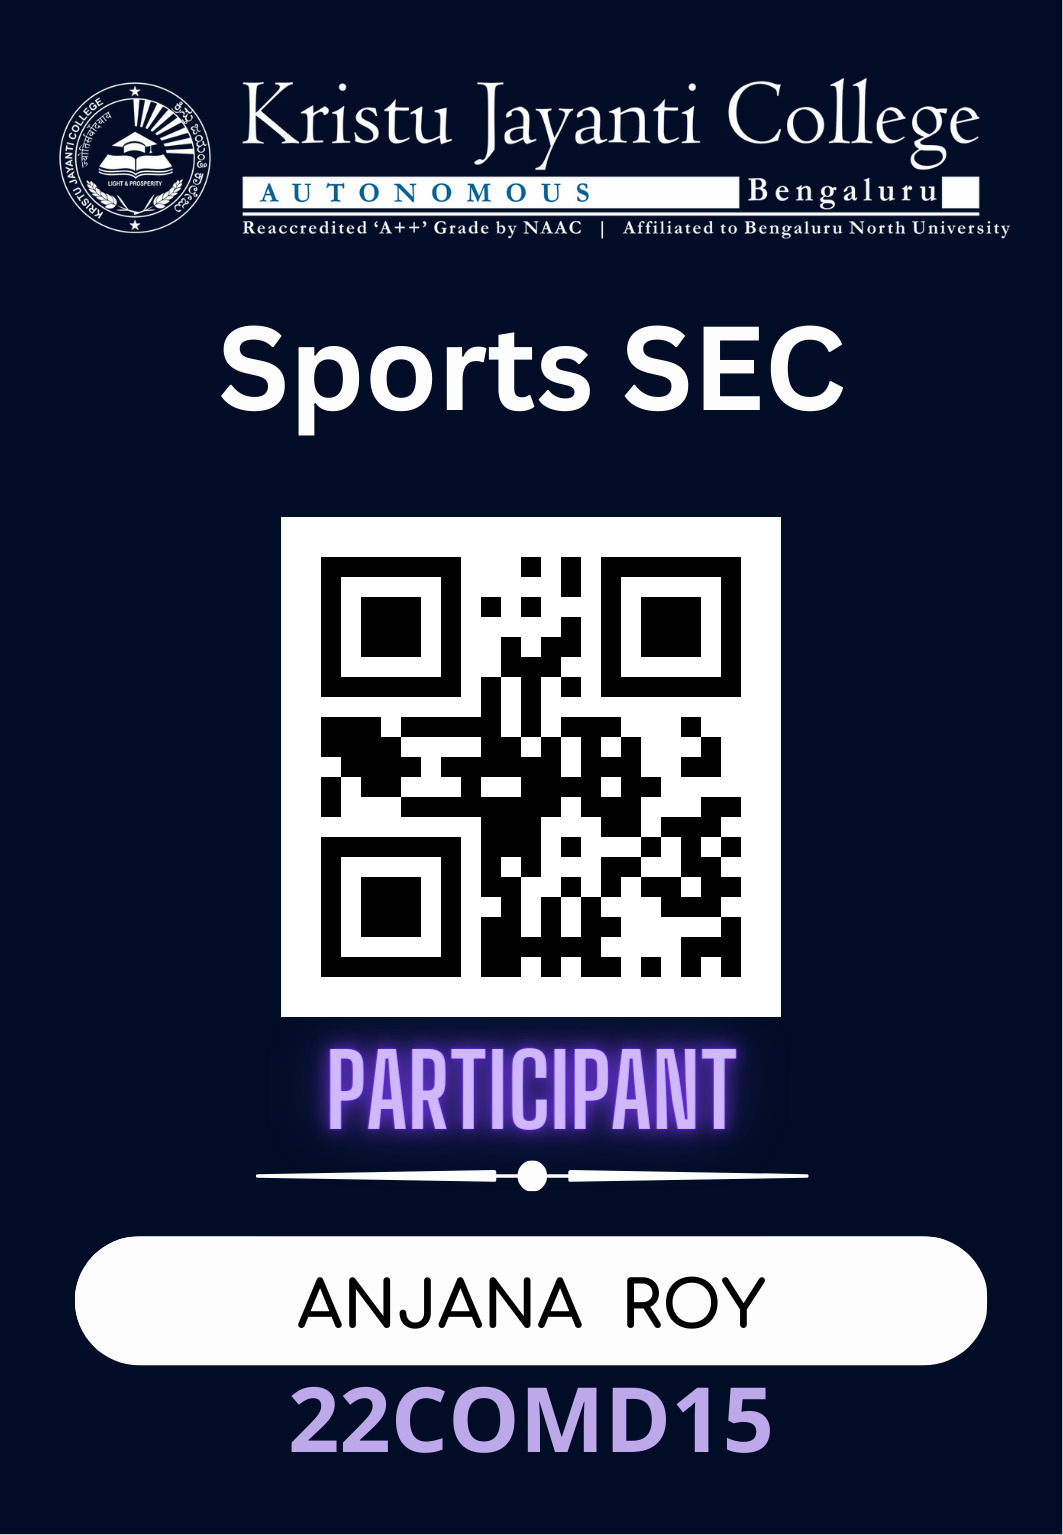 KRISTU JAYANTI COLLEGE
ज्योतिसंवादयाय
LIGHT & PROSPERITY
Kristu Jayanti College
AUTONOMOUS Bengaluru
Reaccredited ‘A++’ Grade by NAAC | Affiliated to Bengaluru North University
Sports SEC
PARTICIPANT
ANJANA ROY
22COMD15